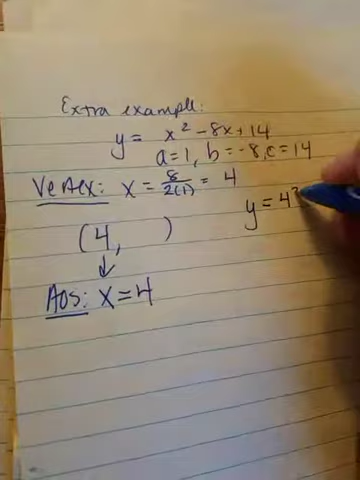 Extra example:
y = x² - 8x + 14
a = 1, b = -8, c = 14
Vertex: x = 8/2(1) = 4
y = 4²
(4, )
↓
Aos: x = 4